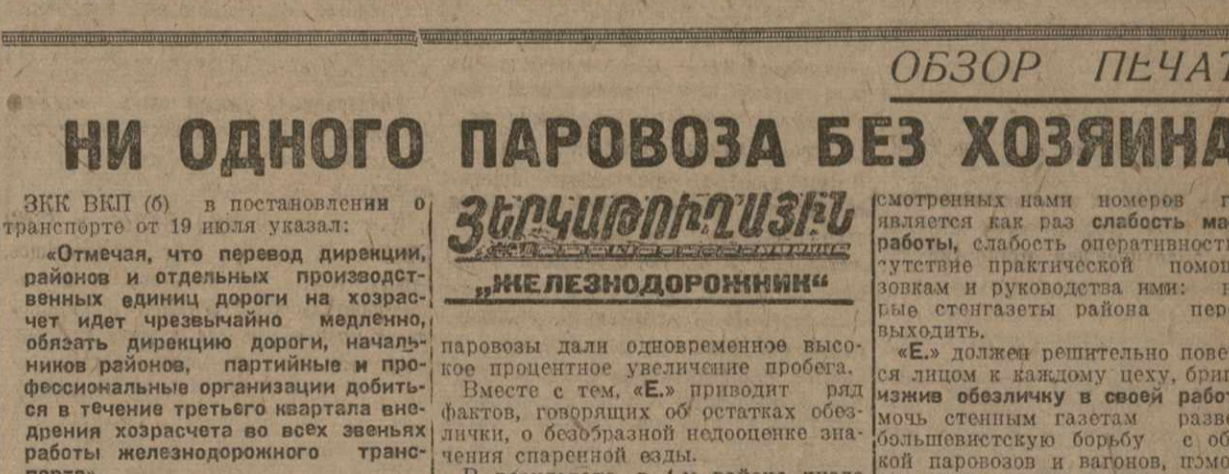 ОБЗОР ПЕЧАТ
НИ ОДНОГО ПАРОВОЗА БЕЗ ХОЗЯИНА
ЗКК ВКП (б) в постановлении о
транспорте от 19 июля указал:
«Отмечая, что перевод дирекции,
районов и отдельных производст-
венных единиц дороги на хозрас-
чет идет чрезвычайно медленно,
обязать дирекцию дороги, началь-
ников районов, партийные и про-
фессиональные организации добить-
ся в течение третьего квартала вне-
дрения хозрасчета во всех звеньях
работы железнодорожного транс-
порта».
ՅԵՐԿԱԹՈՒՂԱՅԻՆ
„ЖЕЛЕЗНОДОРОЖНИК“
паровозы дали одновременное высо-
кое процентное увеличение пробега.
Вместе с тем, «Е.» приводит ряд
фактов, говорящих об остатках обез-
лички, о безобразной недооценке зна-
чения спаренной езды.
смотренных нами номеров г
является как раз слабость ма
работы, слабость оперативност
сутствие практической помощ
зовкам и руководства ими: н
рые стенгазеты района пер
выходить.
«Е.» должен решительно пове
ся лицом к каждому цеху, бриг
изжив обезличку в своей работ
мочь стенным газетам разв
большевистскую борьбу с об
кой паровозов и вагонов, помо